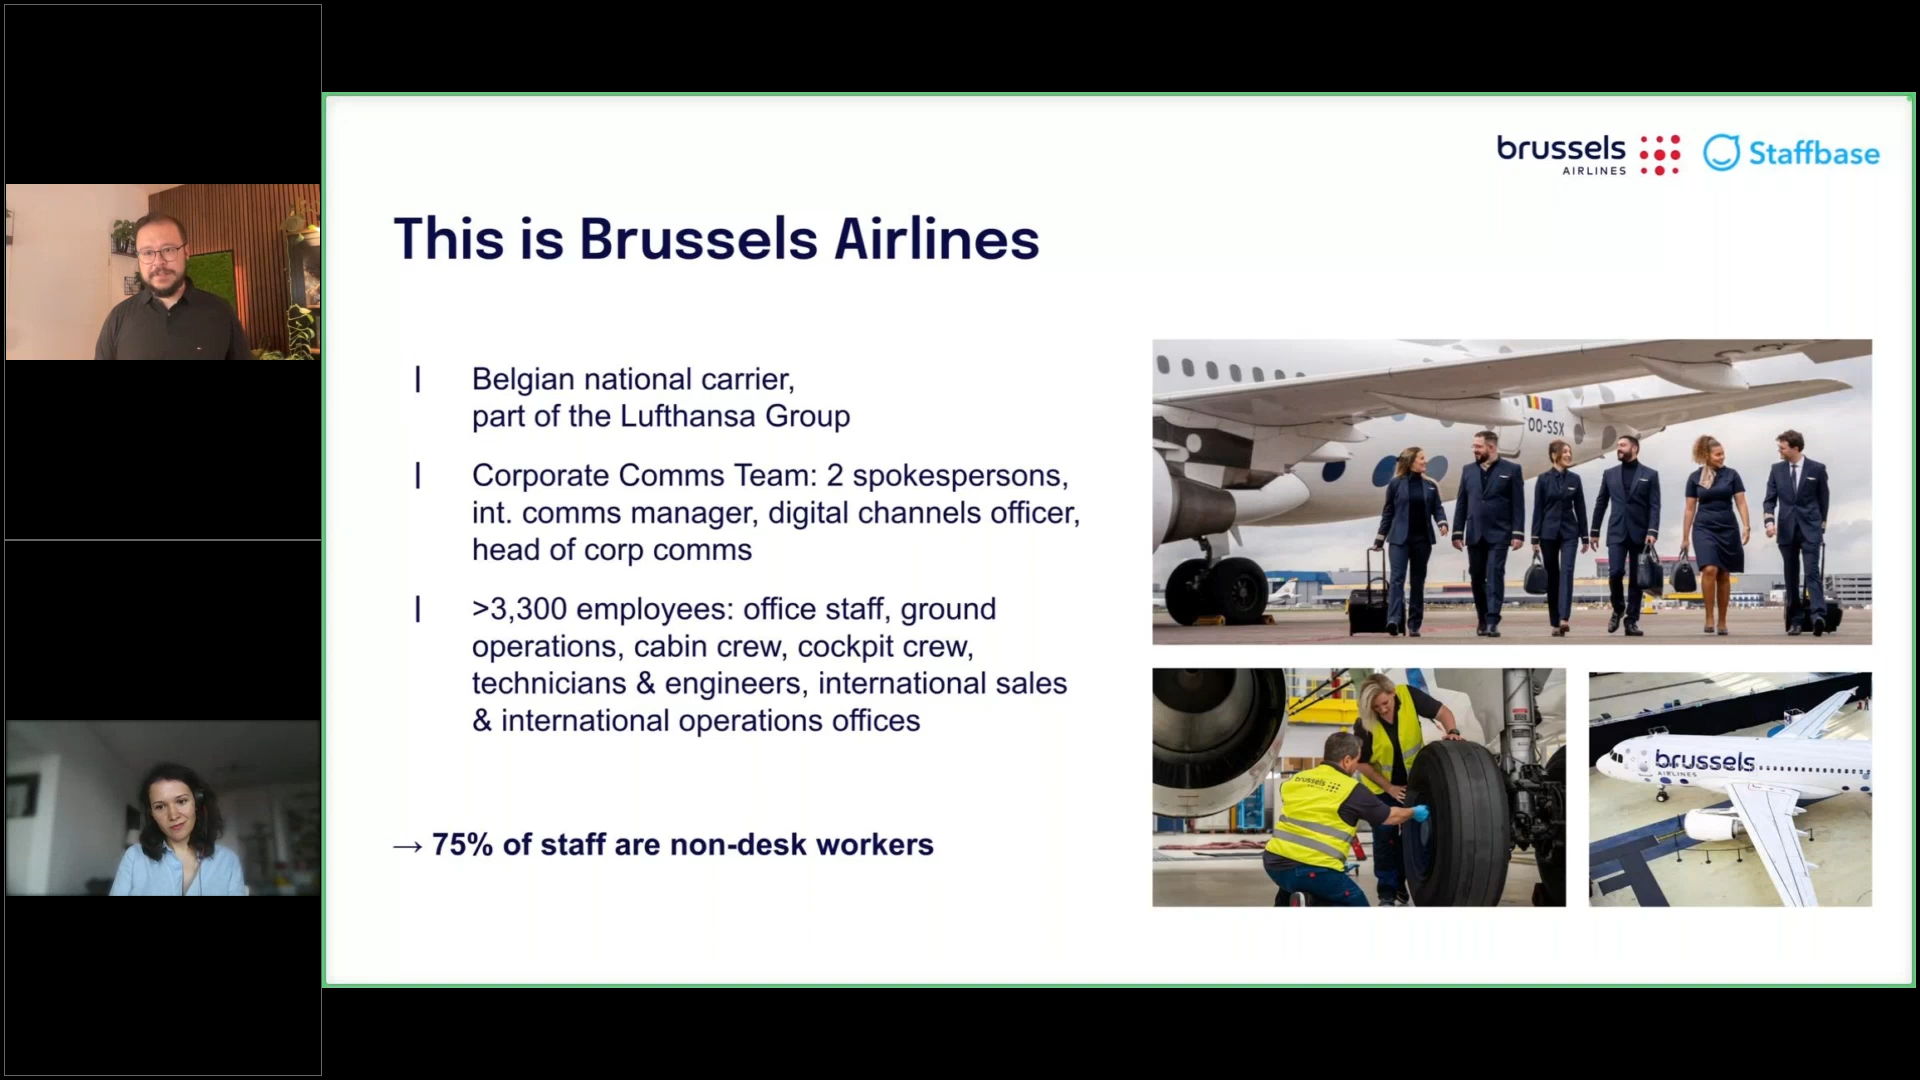 brussels
AIRLINES
Staffbase
This is Brussels Airlines
| Belgian national carrier,
part of the Lufthansa Group
| Corporate Comms Team: 2 spokespersons,
int. comms manager, digital channels officer,
head of corp comms
| >3,300 employees: office staff, ground
operations, cabin crew, cockpit crew,
technicians & engineers, international sales
& international operations offices
→ 75% of staff are non-desk workers
OO-SSX
brussels
brussels
AIRLINES